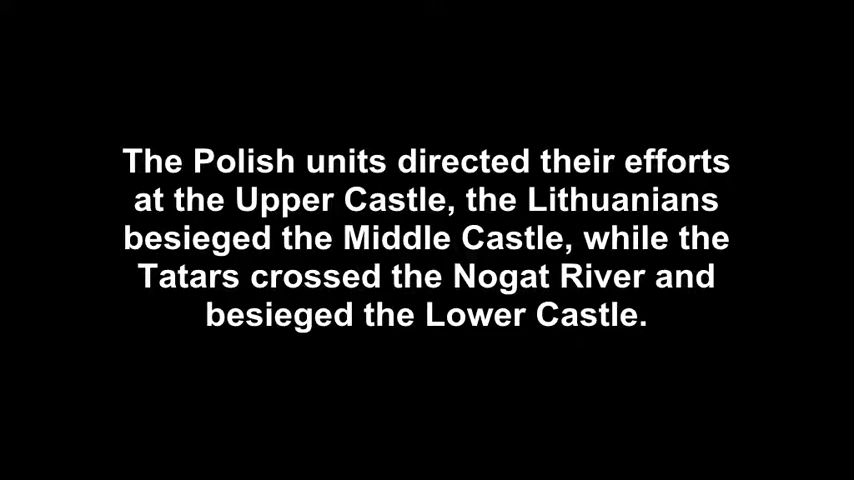 The Polish units directed their efforts
at the Upper Castle, the Lithuanians
besieged the Middle Castle, while the
Tatars crossed the Nogat River and
besieged the Lower Castle.